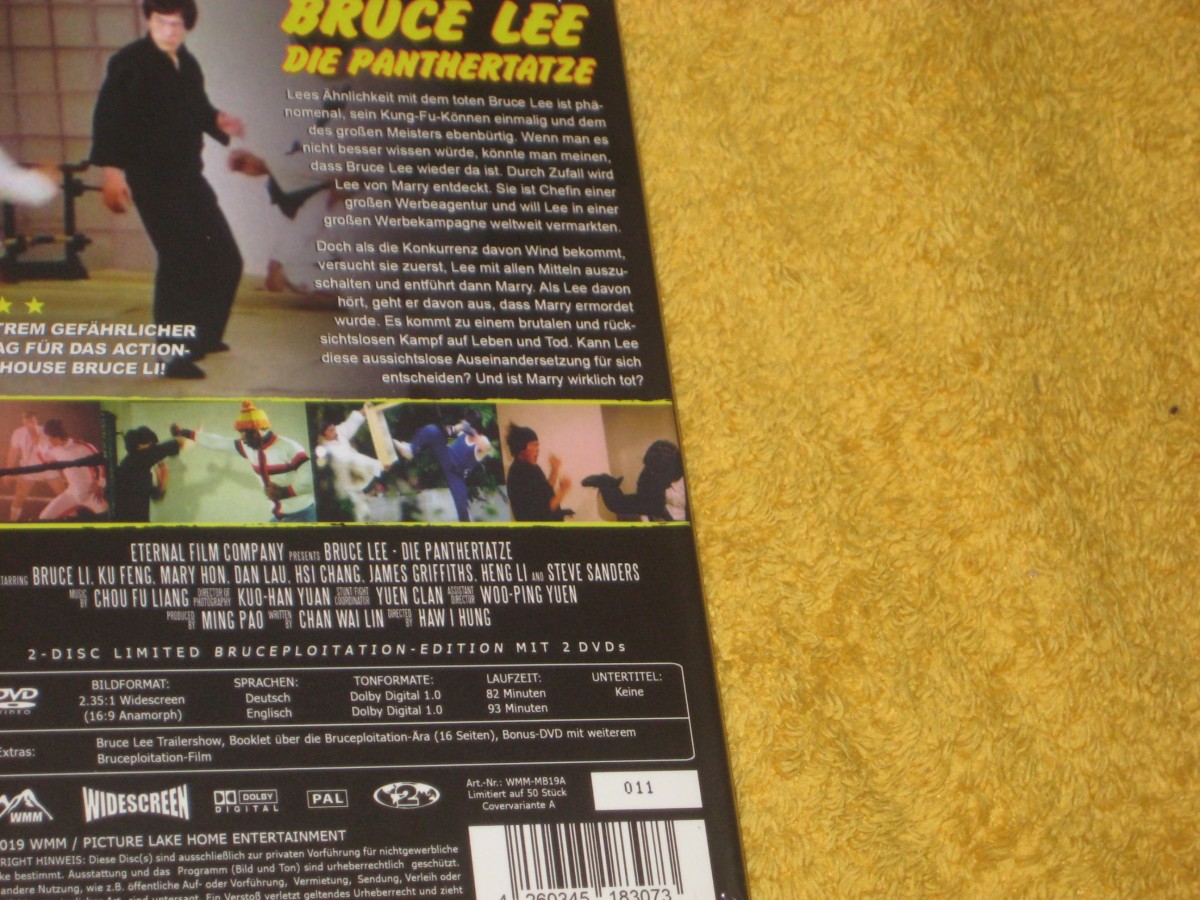 BRUCE LEE
DIE PANTHERTATZE
Lees Ähnlichkeit mit dem toten Bruce Lee ist phä-
nomenal, sein Kung-Fu-Können einmalig und dem
des großen Meisters ebenbürtig. Wenn man es
nicht besser wissen würde, könnte man meinen,
dass Bruce Lee wieder da ist. Durch Zufall wird
Lee von Marry entdeckt. Sie ist Chefin einer
großen Werbeagentur und will Lee in einer
großen Werbekampagne weltweit vermarkten.
Doch als die Konkurrenz davon Wind bekommt,
versucht sie zuerst, Lee mit allen Mitteln auszu-
schalten und entführt dann Marry. Als Lee davon
hört, geht er davon aus, dass Marry ermordet
wurde. Es kommt zu einem brutalen und rück-
sichtslosen Kampf auf Leben und Tod. Kann Lee
diese aussichtslose Auseinandersetzung für sich
entscheiden? Und ist Marry wirklich tot?
TREM GEFÄHRLICHER
AG FÜR DAS ACTION-
HOUSE BRUCE LI!
ETERNAL FILM COMPANY PRESENTS BRUCE LEE - DIE PANTHERTATZE
TARRING BRUCE LI, KU FENG, MARY HON, DAN LAU, HSI CHANG, JAMES GRIFFITHS, HENG LI AND STEVE SANDERS
MUSIC BY CHOU FU LIANG DIRECTOR OF PHOTOGRAPHY KUO-HAN YUAN STUNT FIGHT COORDINATOR YUEN CLAN ASSISTANT DIRECTOR WOO-PING YUEN
PRODUCED BY MING PAO WRITTEN BY CHAN WAI LIN DIRECTED BY HAW I HUNG
2-DISC LIMITED BRUCEPLOITATION-EDITION MIT 2 DVDs
DVD VIDEO
BILDFORMAT: SPRACHEN: TONFORMATE: LAUFZEIT: UNTERTITEL:
2.35:1 Widescreen Deutsch Dolby Digital 1.0 82 Minuten Keine
(16:9 Anamorph) Englisch Dolby Digital 1.0 93 Minuten
Extras: Bruce Lee Trailershow, Booklet über die Bruceploitation-Ära (16 Seiten), Bonus-DVD mit weiterem
Bruceploitation-Film
WMM WIDESCREEN DOLBY DIGITAL PAL 2
Art.-Nr.: WMM-MB19A
Limitiert auf 50 Stück
Covervariante A
011
019 WMM / PICTURE LAKE HOME ENTERTAINMENT
RIGHT HINWEIS: Diese Disc(s) sind ausschließlich zur privaten Vorführung für nichtgewerbliche
ke bestimmt. Ausstattung und das Programm (Bild und Ton) sind urheberrechtlich geschützt.
andere Nutzung, wie z.B. öffentliche Auf- oder Vorführung, Vermietung, Sendung, Verleih oder
sind untersagt. Ein Verstoß verletzt geltendes Urheberrecht und zieht
4 260245 183073